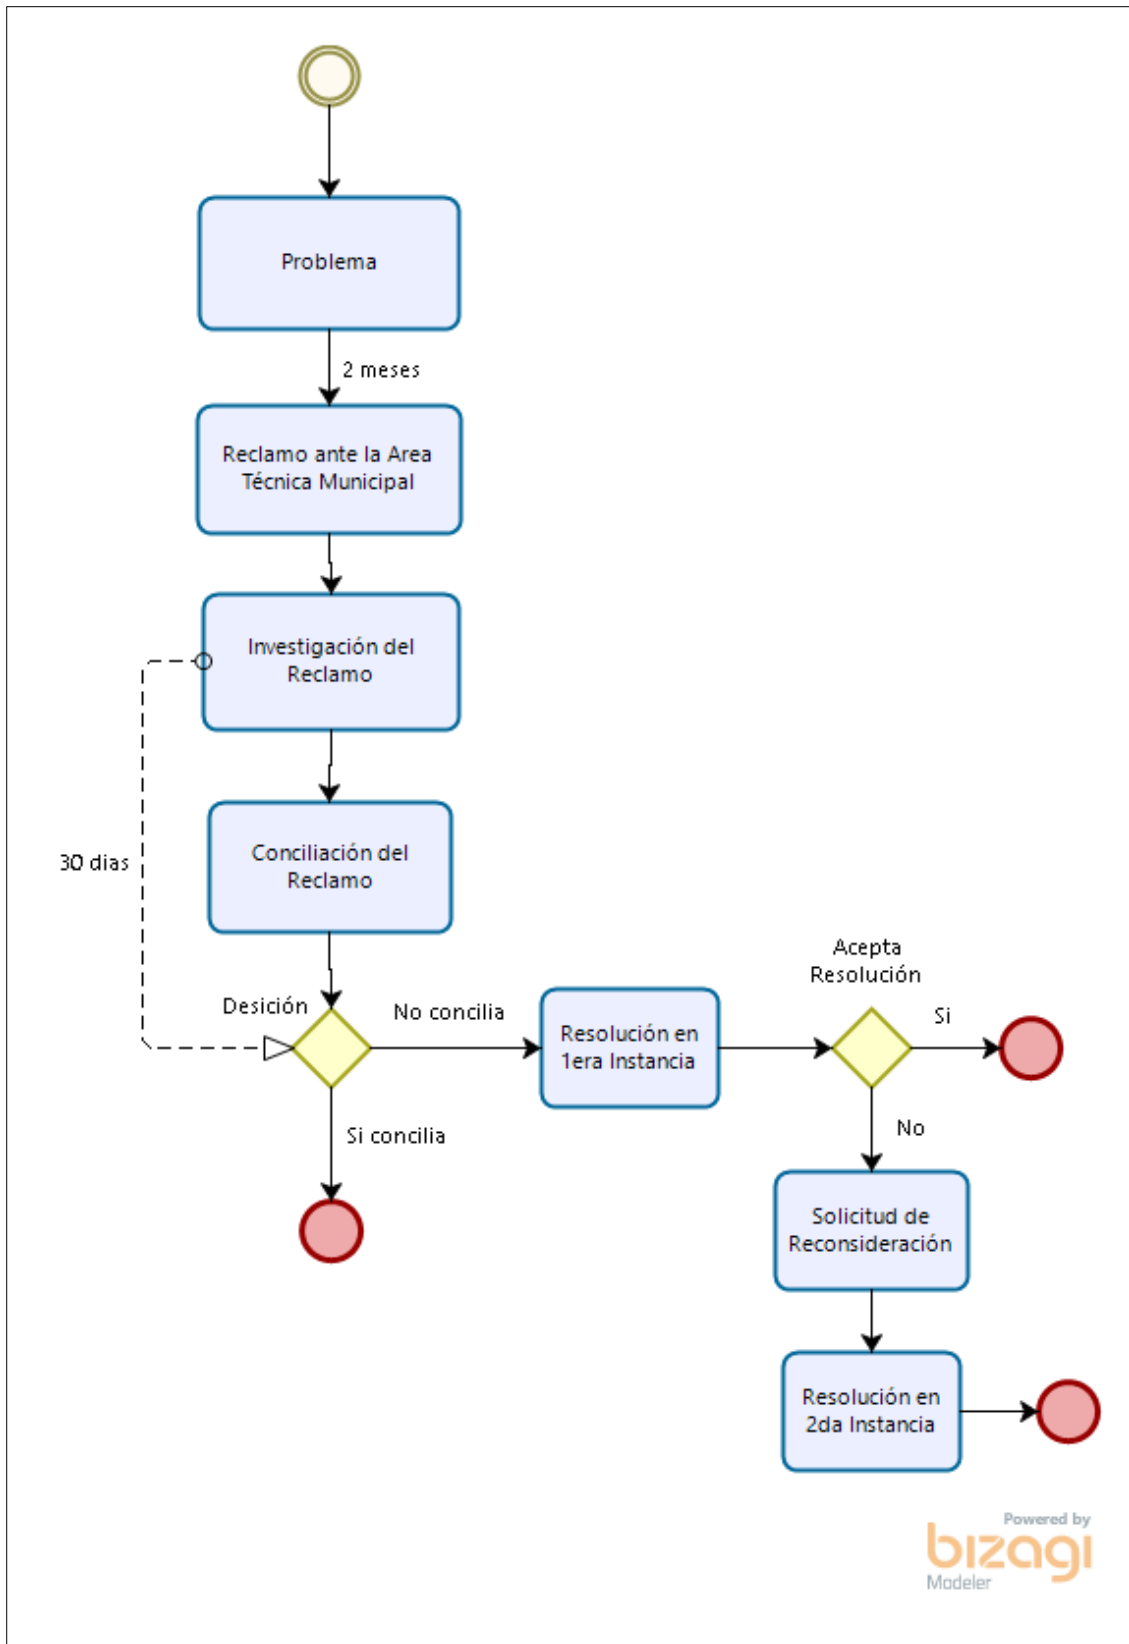 Problema
2 meses
Reclamo ante la Area
Técnica Municipal
Investigación del
Reclamo
30 dias
Conciliación del
Reclamo
Desición
No concilia
Si concilia
Resolución en
1era Instancia
Acepta
Resolución
Si
No
Solicitud de
Reconsideración
Resolución en
2da Instancia
Powered by
bizagi
Modeler